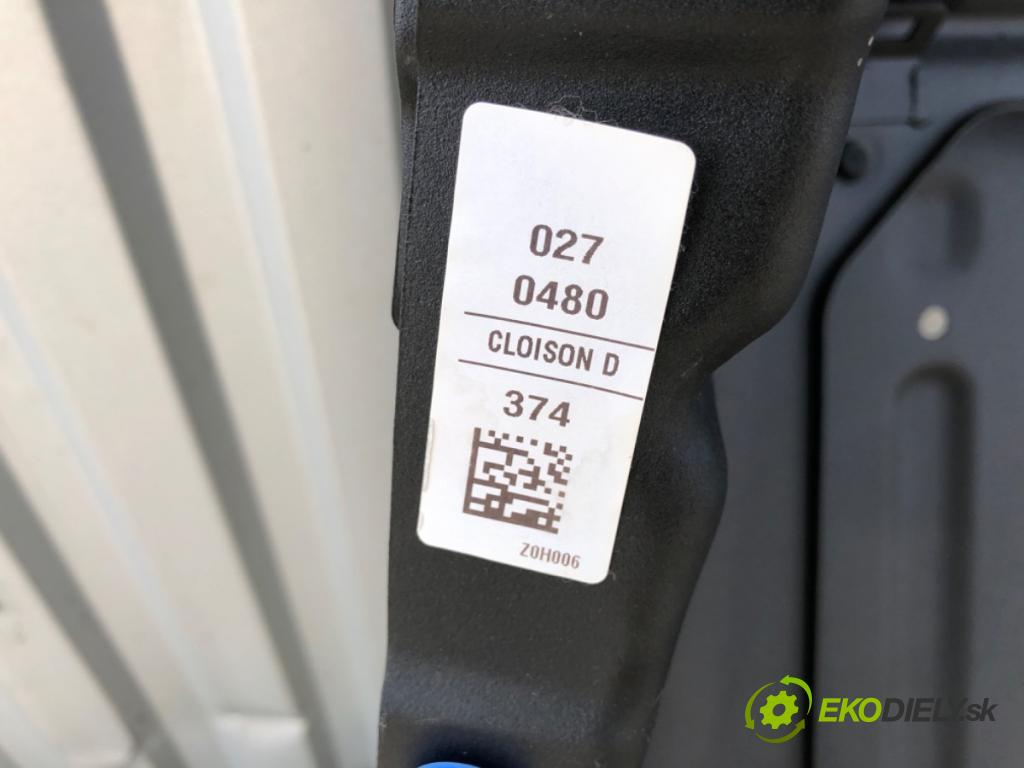 027
0480
CLOISON D
374
Z0H006
EKODIELY.sk